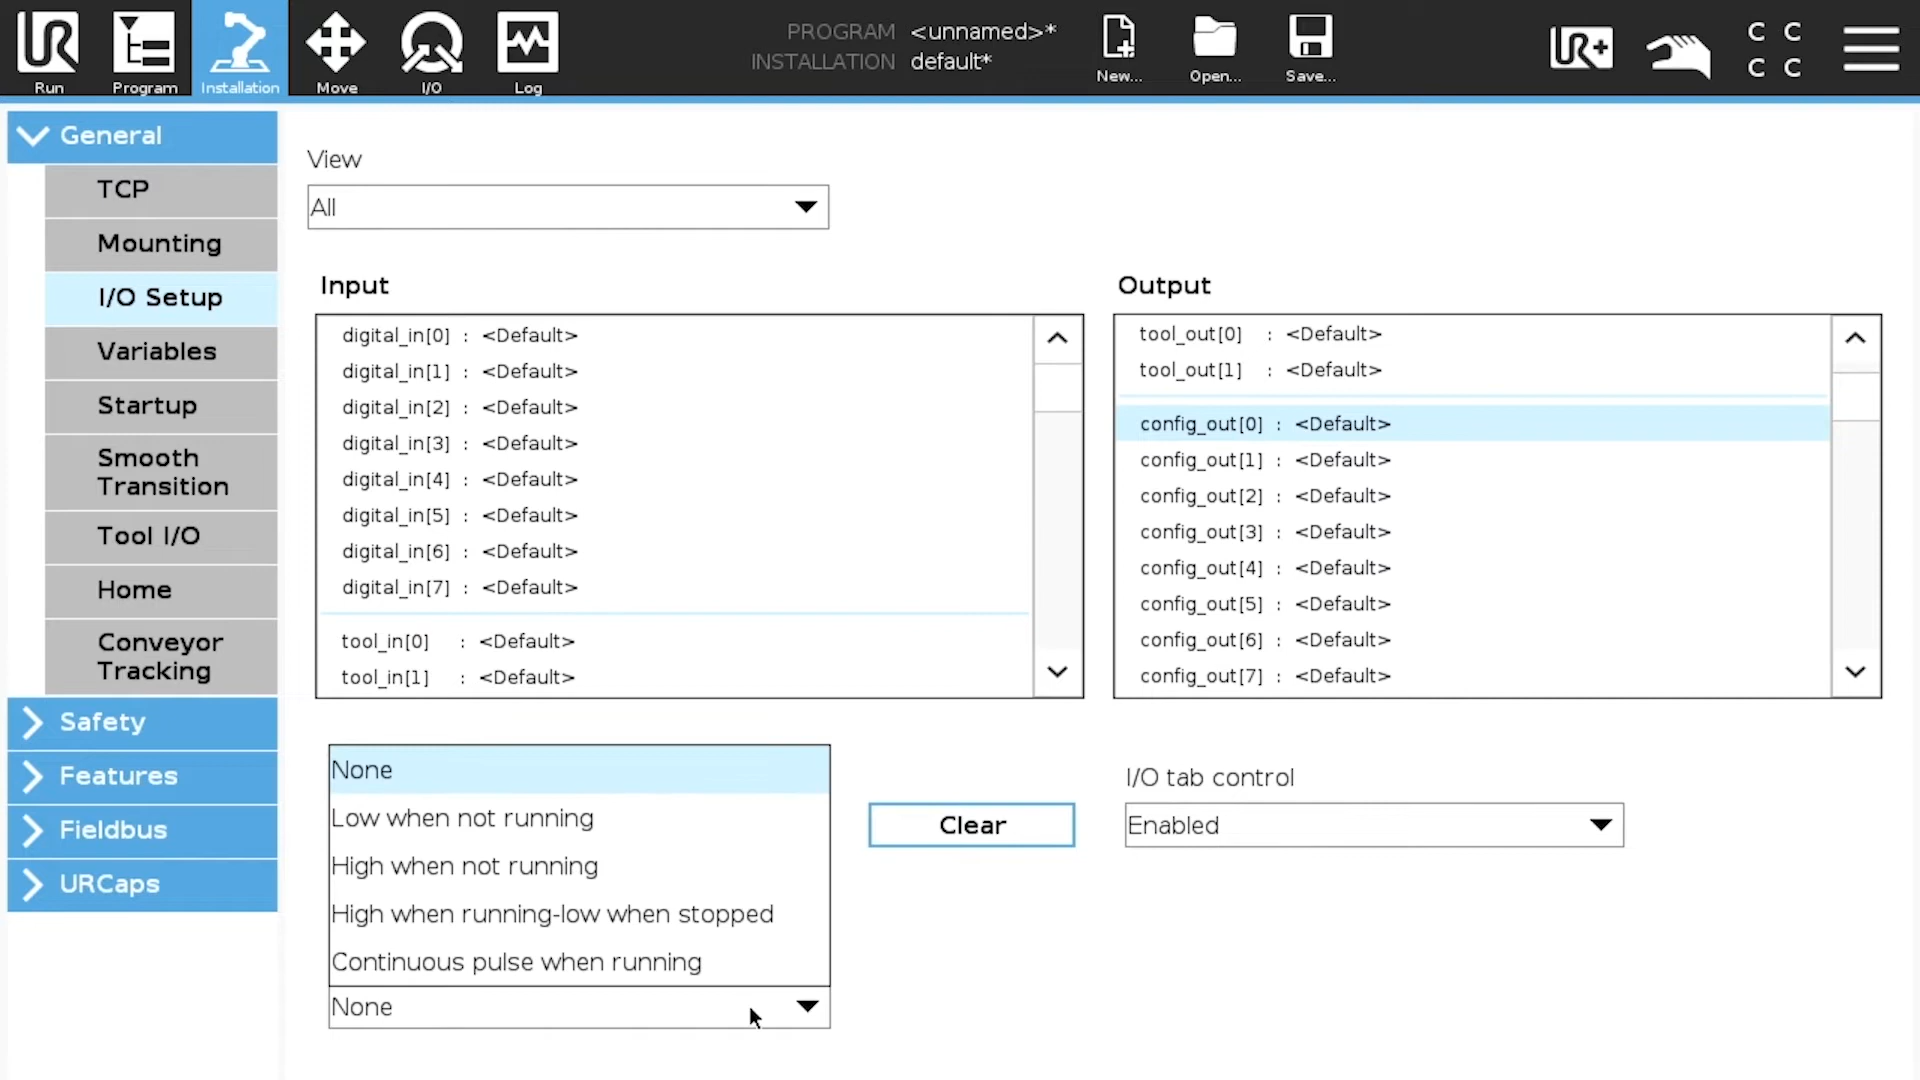 PROGRAM <unnamed>*
INSTALLATION default*
UR
Run
Program
Installation
Move
I/O
Log
New...
Open...
Save...
UR+
C C
C C
General
TCP
Mounting
I/O Setup
Variables
Startup
Smooth
Transition
Tool I/O
Home
Conveyor
Tracking
Safety
Features
Fieldbus
URCaps
View
All
Input
digital_in[0] : <Default>
digital_in[1] : <Default>
digital_in[2] : <Default>
digital_in[3] : <Default>
digital_in[4] : <Default>
digital_in[5] : <Default>
digital_in[6] : <Default>
digital_in[7] : <Default>
tool_in[0] : <Default>
tool_in[1] : <Default>
Output
tool_out[0] : <Default>
tool_out[1] : <Default>
config_out[0] : <Default>
config_out[1] : <Default>
config_out[2] : <Default>
config_out[3] : <Default>
config_out[4] : <Default>
config_out[5] : <Default>
config_out[6] : <Default>
config_out[7] : <Default>
None
Low when not running
High when not running
High when running-low when stopped
Continuous pulse when running
None
Clear
I/O tab control
Enabled